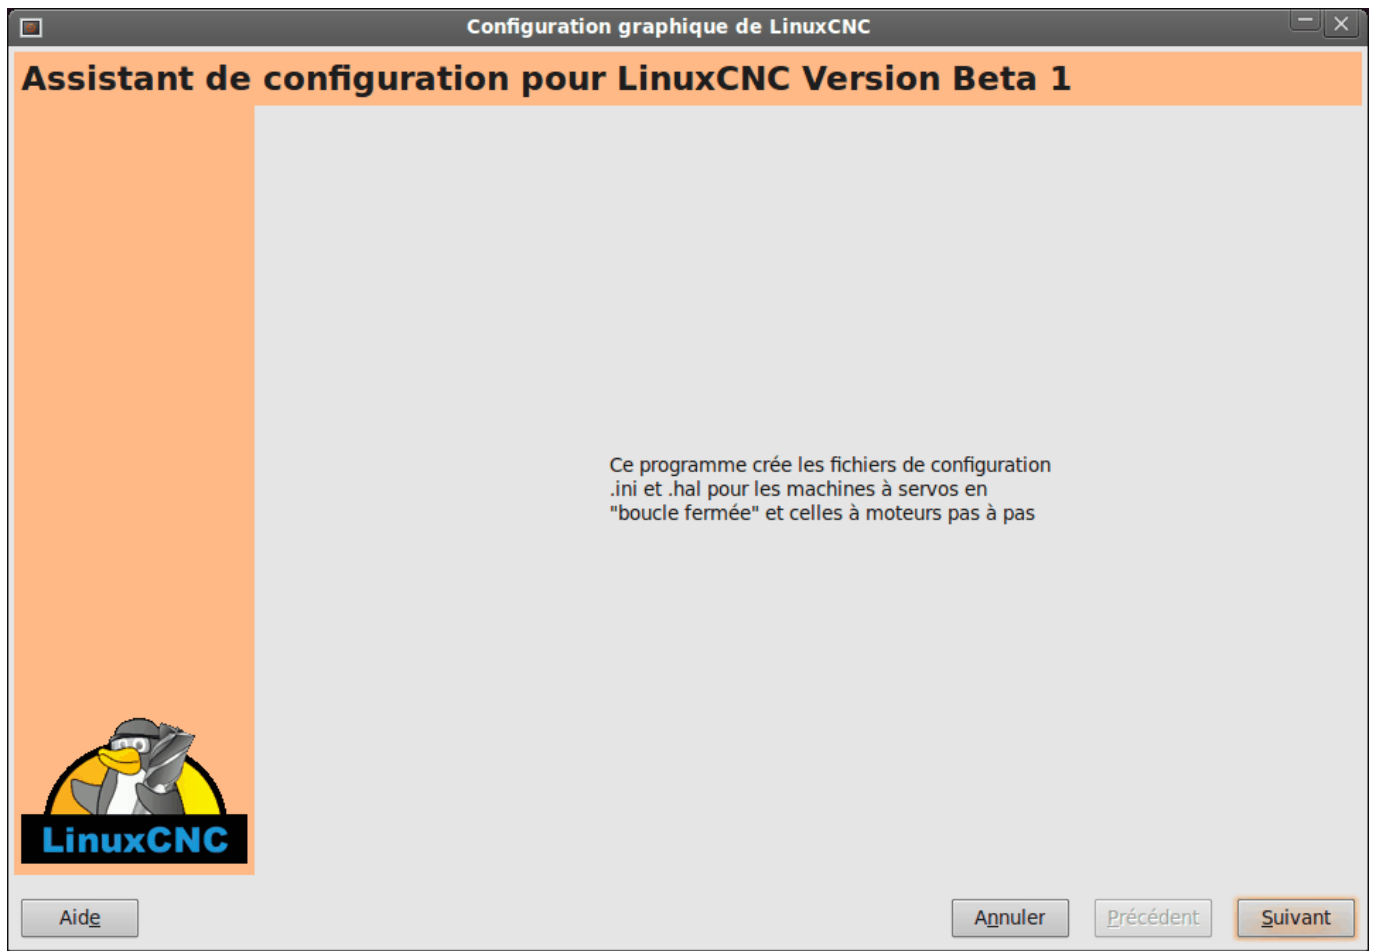 Configuration graphique de LinuxCNC
Assistant de configuration pour LinuxCNC Version Beta 1
Ce programme crée les fichiers de configuration
.ini et .hal pour les machines à servos en
"boucle fermée" et celles à moteurs pas à pas
LinuxCNC
Aide
Annuler
Précédent
Suivant